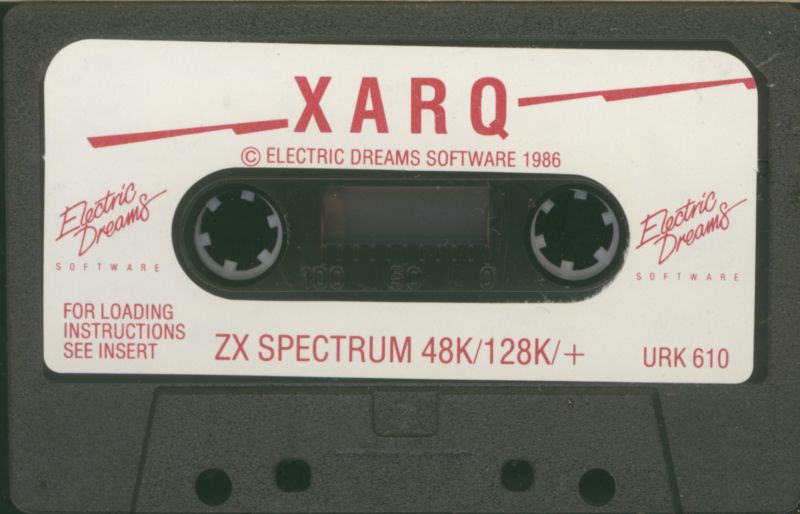 XARQ
© ELECTRIC DREAMS SOFTWARE 1986
Electric
Dreams
SOFTWARE
Electric
Dreams
SOFTWARE
100 50 0
FOR LOADING
INSTRUCTIONS
SEE INSERT
ZX SPECTRUM 48K/128K/+
URK 610